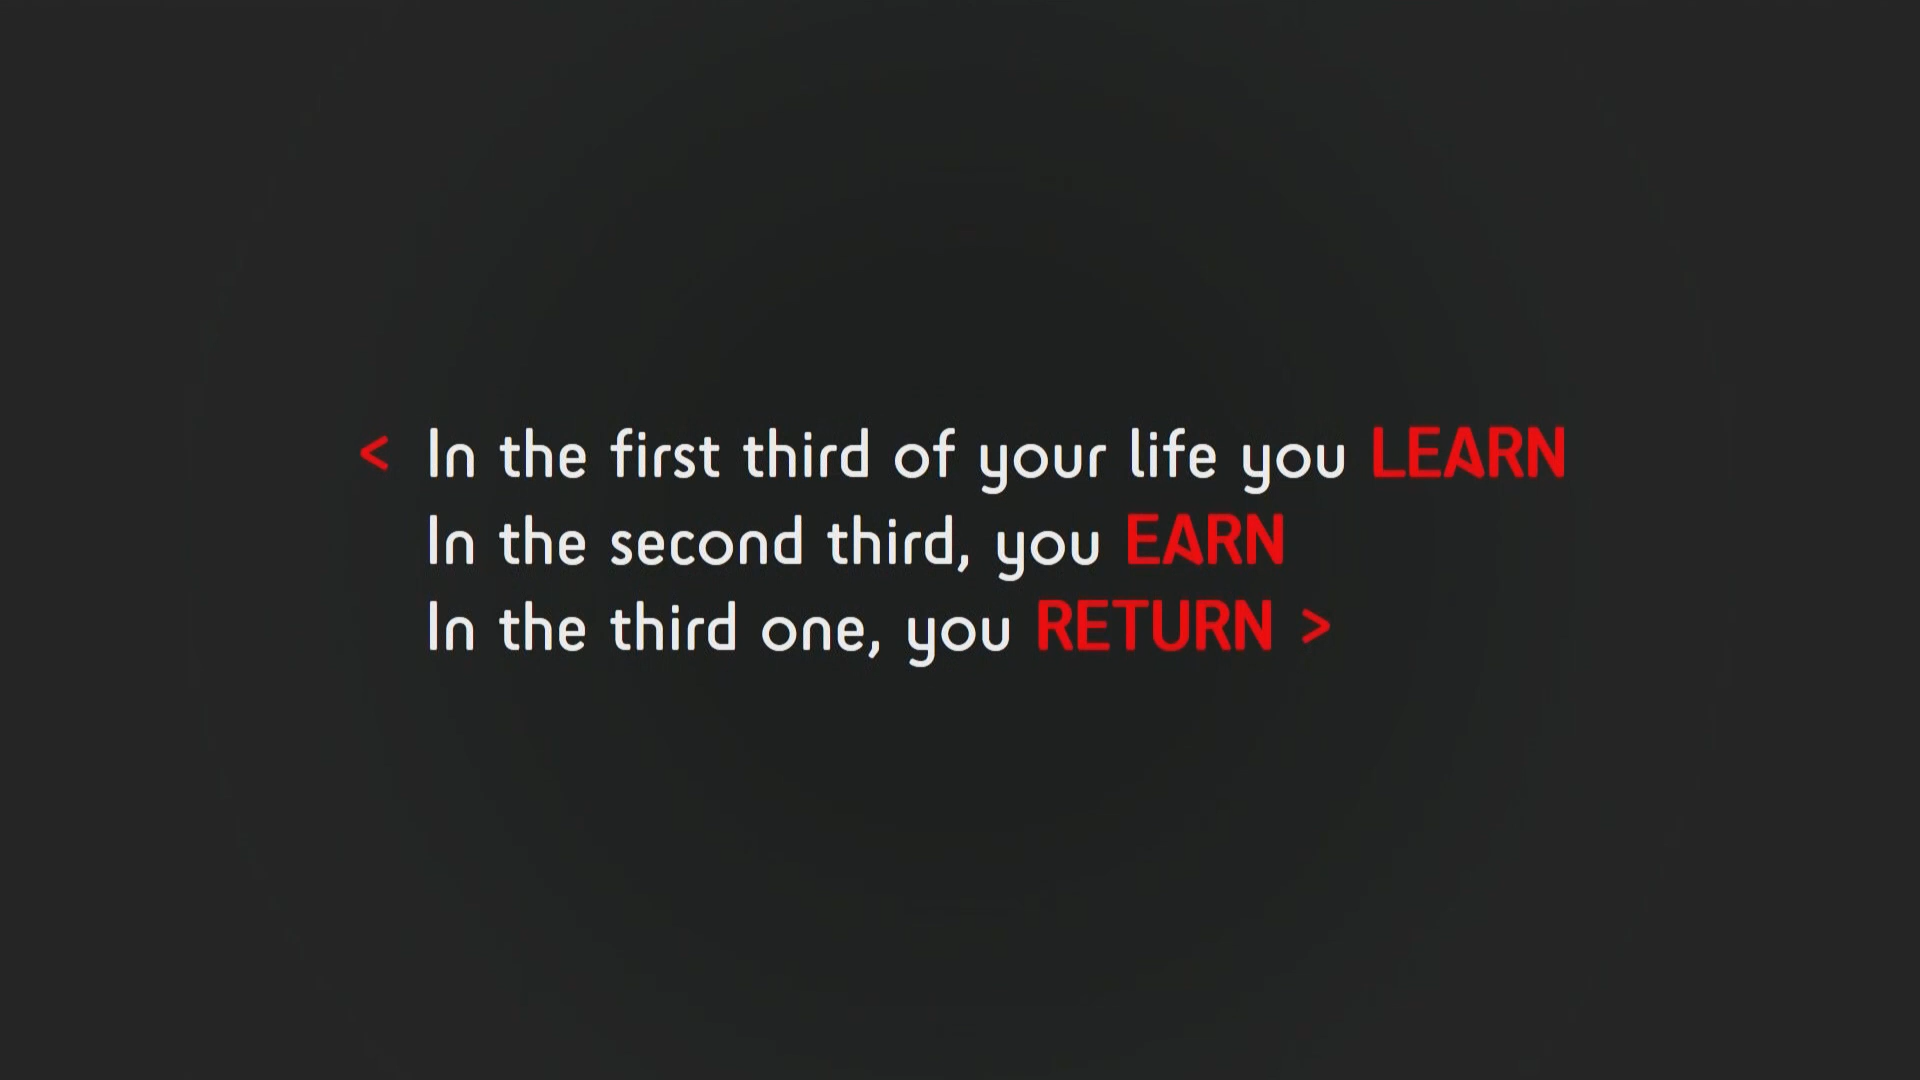 < In the first third of your life you LEARN
In the second third, you EARN
In the third one, you RETURN >